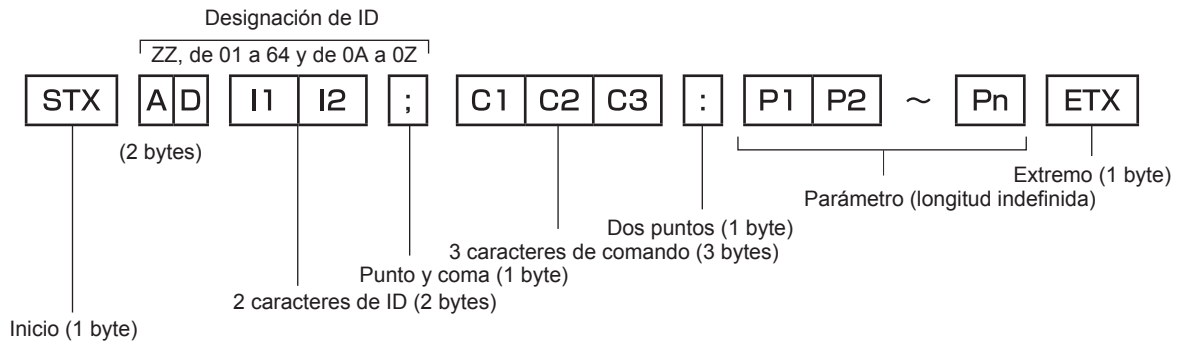 Designación de ID
ZZ, de 01 a 64 y de 0A a 0Z
STX A D I1 I2 ; C1 C2 C3 : P1 P2 ~ Pn ETX
(2 bytes)
Extremo (1 byte)
Parámetro (longitud indefinida)
Dos puntos (1 byte)
3 caracteres de comando (3 bytes)
Punto y coma (1 byte)
2 caracteres de ID (2 bytes)
Inicio (1 byte)